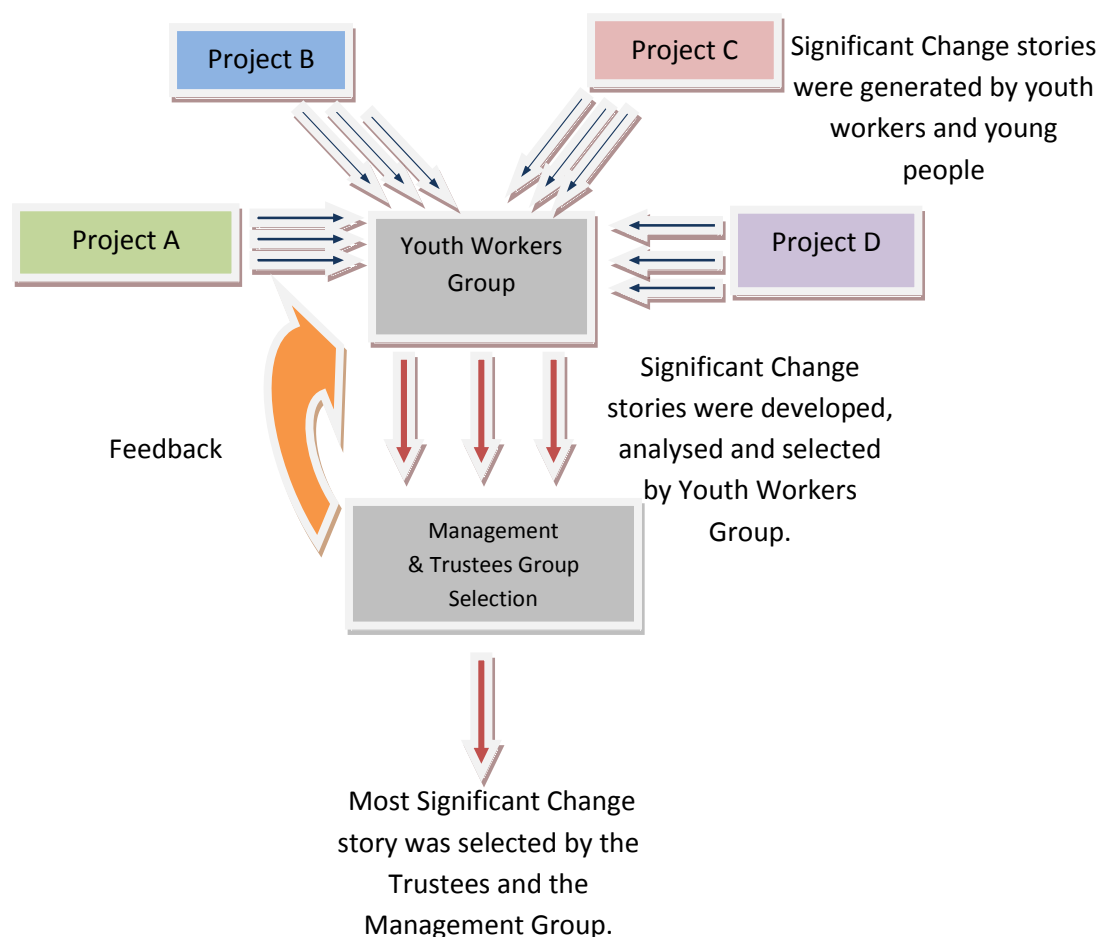 Project B
Project C
Significant Change stories
were generated by youth
workers and young
people
Project A
Youth Workers
Group
Project D
Significant Change
stories were developed,
analysed and selected
by Youth Workers
Group.
Feedback
Management
& Trustees Group
Selection
Most Significant Change
story was selected by the
Trustees and the
Management Group.